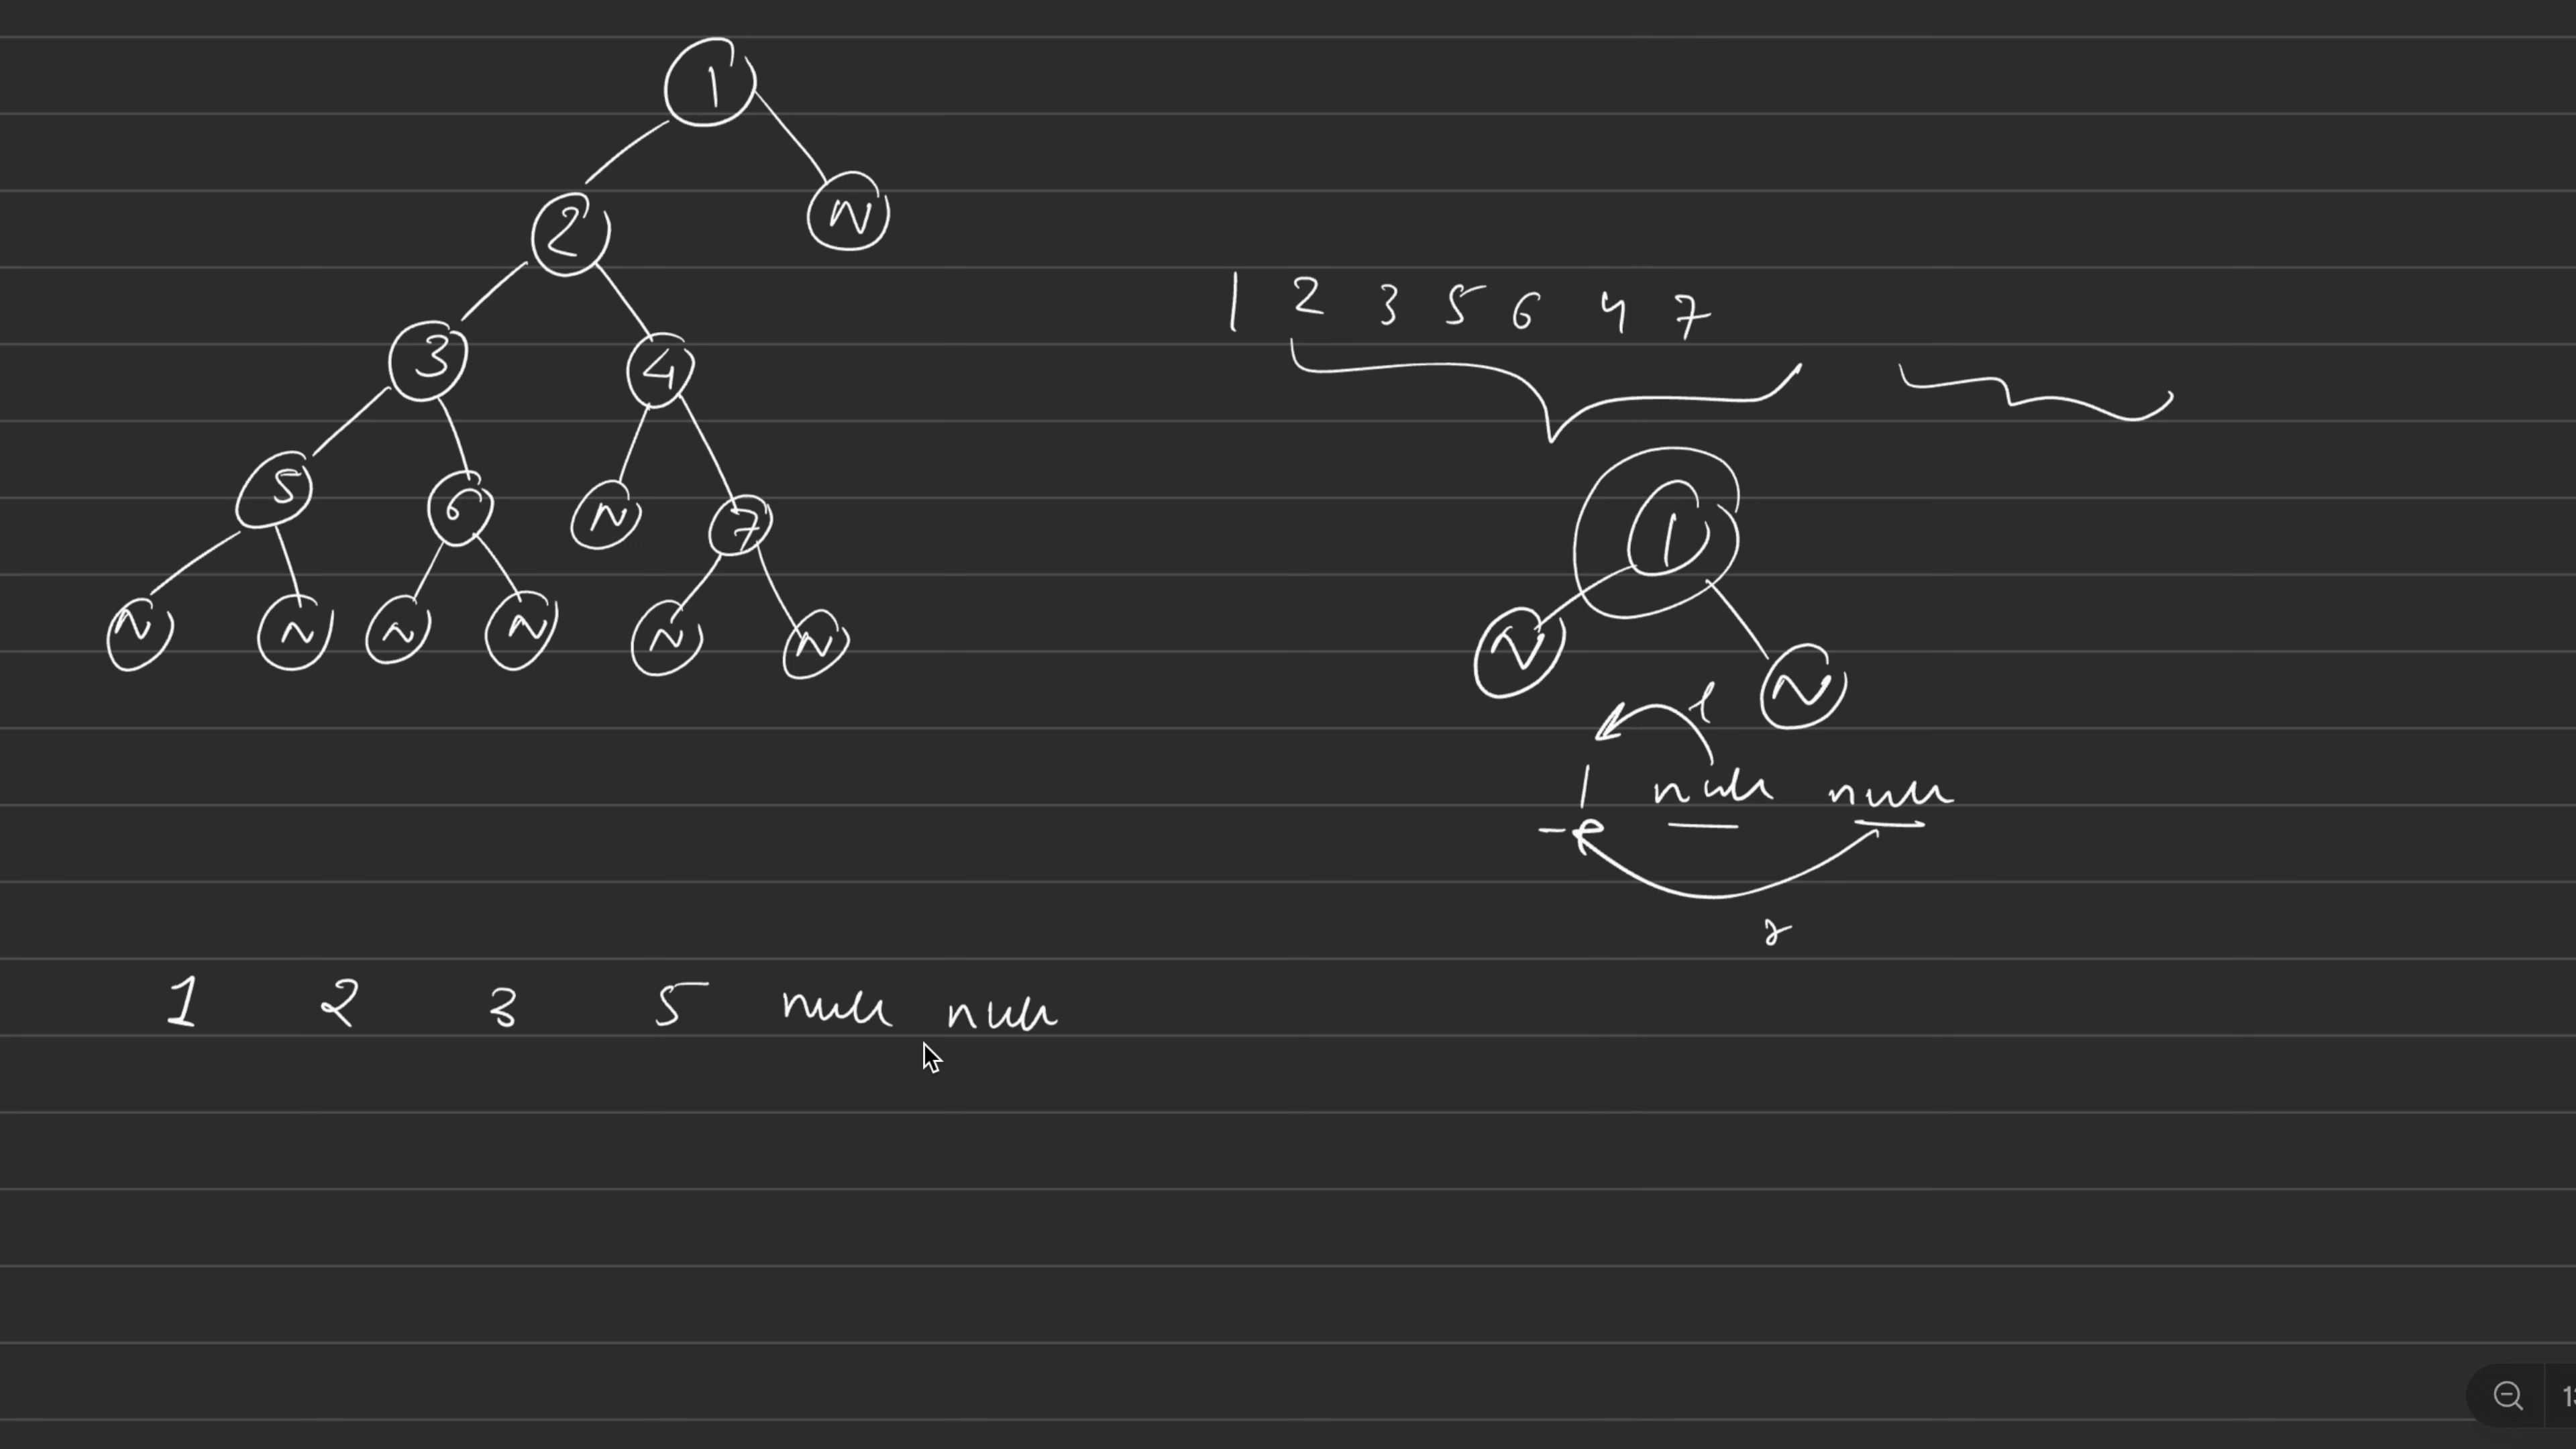 1
2 N
3 4
5 6 N 7
N N N N N N
1 2 3 5 6 4 7
1
N N
l
1 null null
r
1 2 3 5 null null